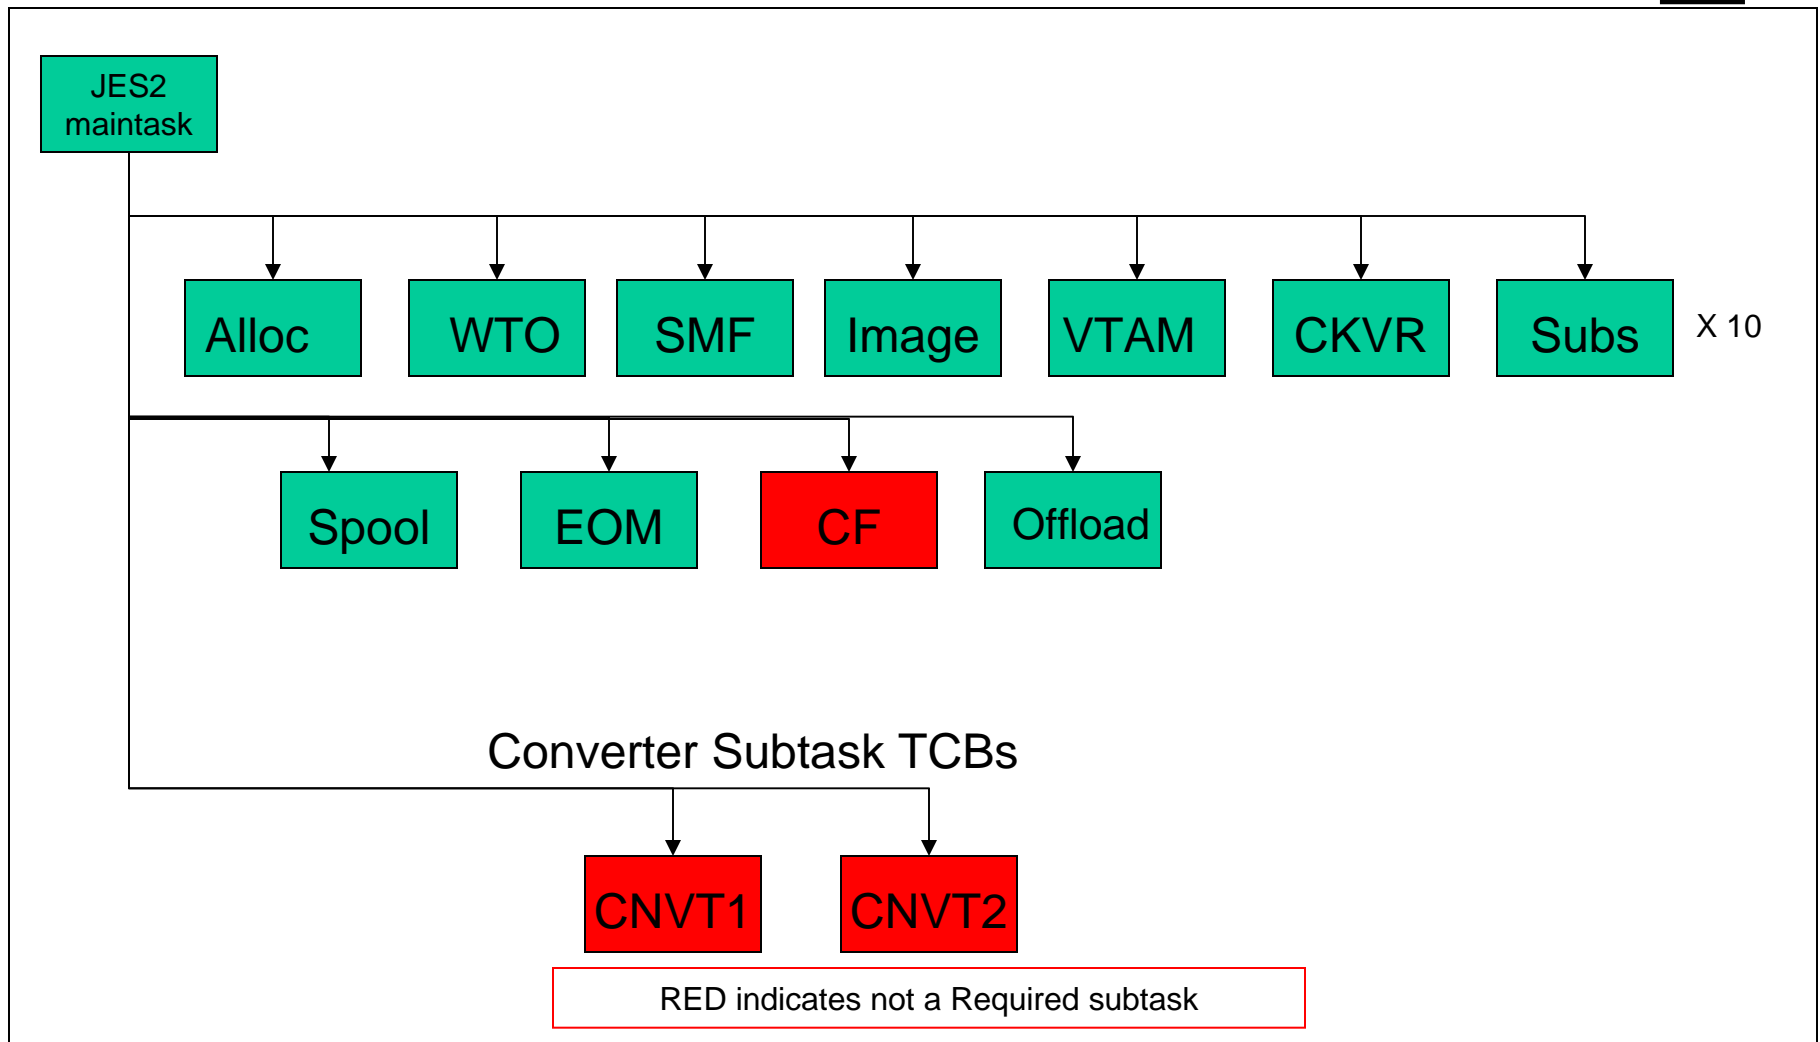 JES2
maintask
Alloc
WTO
SMF
Image
VTAM
CKVR
Subs
X 10
Spool
EOM
CF
Offload
Converter Subtask TCBs
CNVT1
CNVT2
RED indicates not a Required subtask